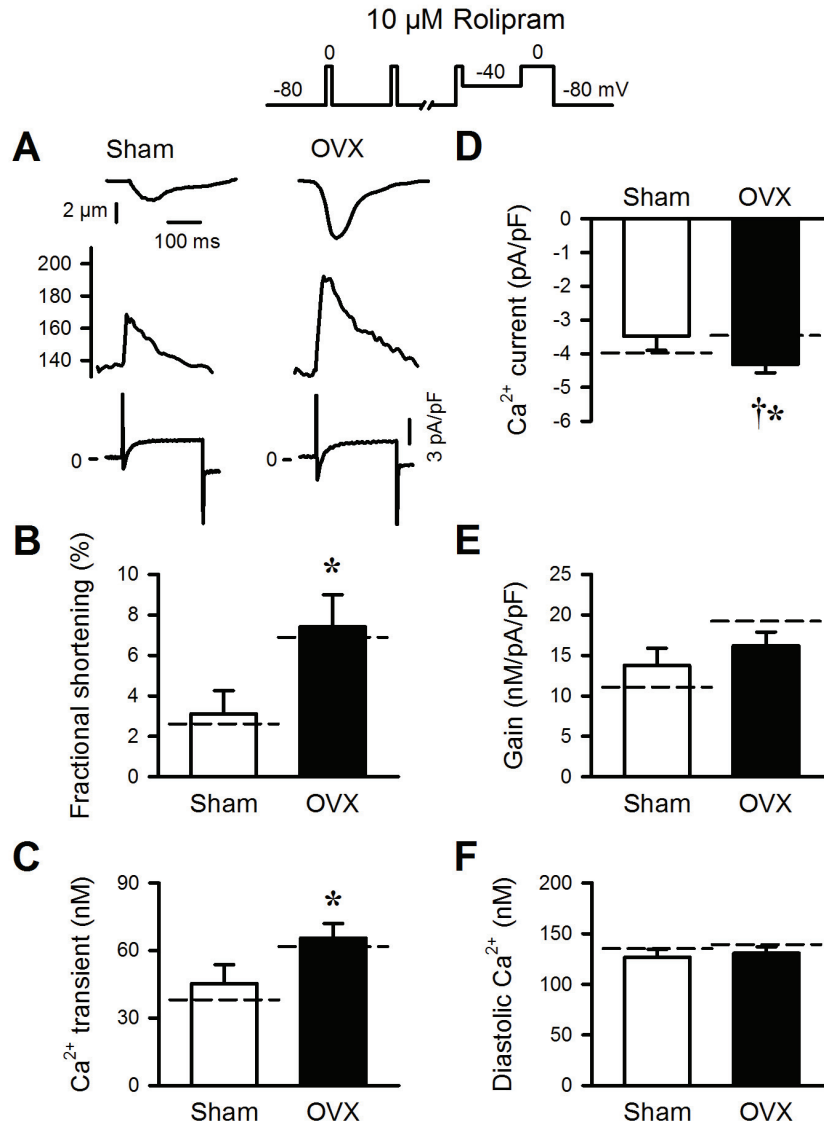 10 µM Rolipram
0 0
-80 -40 -80 mV
A
Sham OVX
2 µm
100 ms
200
180
160
140
0
0
3 pA/pF
B
Fractional shortening (%)
10
8
6
4
2
0
*
Sham OVX
C
Ca²⁺ transient (nM)
90
60
30
0
*
Sham OVX
D
Sham OVX
Ca²⁺ current (pA/pF)
0
-1
-2
-3
-4
-5
-6
†*
E
Gain (nM/pA/pF)
25
20
15
10
5
0
Sham OVX
F
Diastolic Ca²⁺ (nM)
200
150
100
50
0
Sham OVX